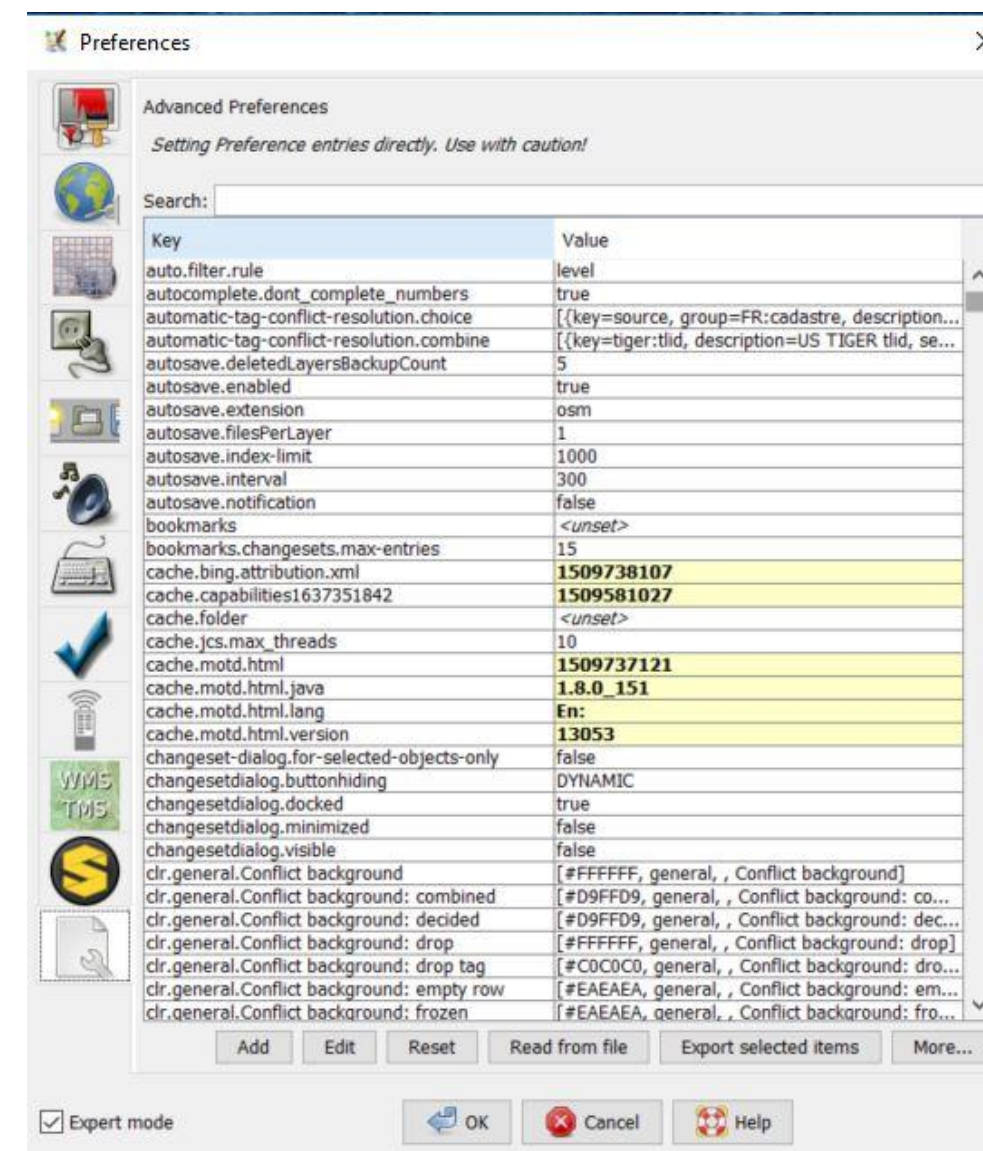 Preferences
Advanced Preferences
Setting Preference entries directly. Use with caution!
Search:
Key Value
auto.filter.rule level
autocomplete.dont_complete_numbers true
automatic-tag-conflict-resolution.choice [{key=source, group=FR:cadastre, description...
automatic-tag-conflict-resolution.combine [{key=tiger:tlid, description=US TIGER tlid, se...
autosave.deletedLayersBackupCount 5
autosave.enabled true
autosave.extension osm
autosave.filesPerLayer 1
autosave.index-limit 1000
autosave.interval 300
autosave.notification false
bookmarks <unset>
bookmarks.changesets.max-entries 15
cache.bing.attribution.xml 1509738107
cache.capabilities1637351842 1509581027
cache.folder <unset>
cache.jcs.max_threads 10
cache.motd.html 1509737121
cache.motd.html.java 1.8.0_151
cache.motd.html.lang En:
cache.motd.html.version 13053
changeset-dialog.for-selected-objects-only false
changesetdialog.buttonhiding DYNAMIC
changesetdialog.docked true
changesetdialog.minimized false
changesetdialog.visible false
clr.general.Conflict background [#FFFFFF, general, , Conflict background]
clr.general.Conflict background: combined [#D9FFD9, general, , Conflict background: co...
clr.general.Conflict background: decided [#D9FFD9, general, , Conflict background: dec...
clr.general.Conflict background: drop [#FFFFFF, general, , Conflict background: drop]
clr.general.Conflict background: drop tag [#C0C0C0, general, , Conflict background: dro...
clr.general.Conflict background: empty row [#EAEAEA, general, , Conflict background: em...
clr.general.Conflict background: frozen [#EAEAEA, general, , Conflict background: fro...
WMS
TMS
S
Add Edit Reset Read from file Export selected items More...
Expert mode OK Cancel Help